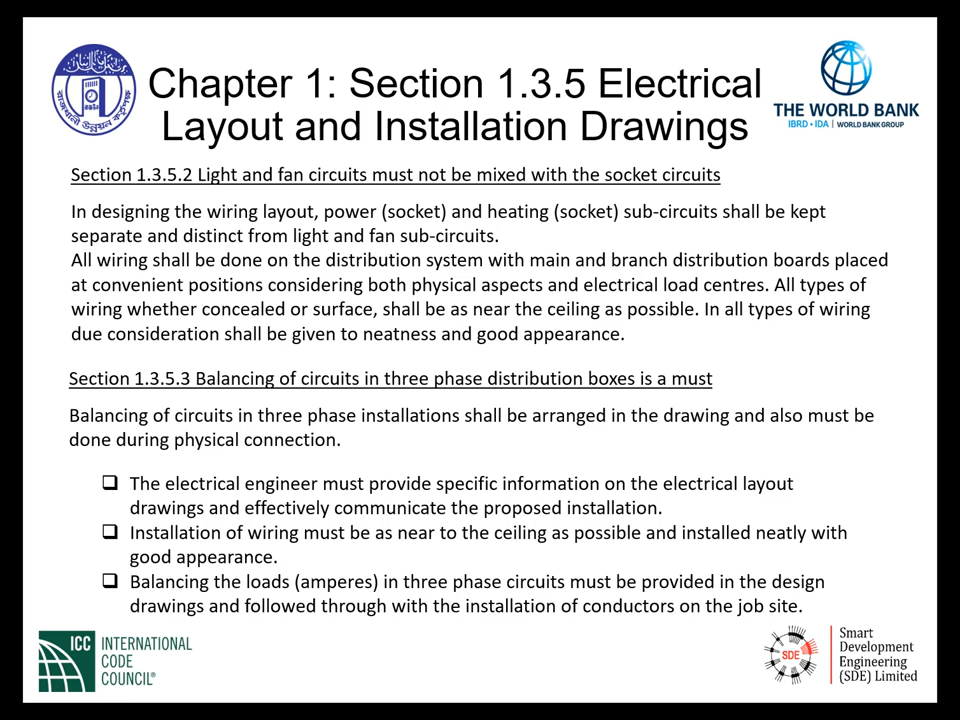 Chapter 1: Section 1.3.5 Electrical
Layout and Installation Drawings
রাজধানী উন্নয়ন কর্তৃপক্ষ
THE WORLD BANK
IBRD • IDA | WORLD BANK GROUP
Section 1.3.5.2 Light and fan circuits must not be mixed with the socket circuits
In designing the wiring layout, power (socket) and heating (socket) sub-circuits shall be kept
separate and distinct from light and fan sub-circuits.
All wiring shall be done on the distribution system with main and branch distribution boards placed
at convenient positions considering both physical aspects and electrical load centres. All types of
wiring whether concealed or surface, shall be as near the ceiling as possible. In all types of wiring
due consideration shall be given to neatness and good appearance.
Section 1.3.5.3 Balancing of circuits in three phase distribution boxes is a must
Balancing of circuits in three phase installations shall be arranged in the drawing and also must be
done during physical connection.
❑ The electrical engineer must provide specific information on the electrical layout
drawings and effectively communicate the proposed installation.
❑ Installation of wiring must be as near to the ceiling as possible and installed neatly with
good appearance.
❑ Balancing the loads (amperes) in three phase circuits must be provided in the design
drawings and followed through with the installation of conductors on the job site.
ICC INTERNATIONAL
CODE
COUNCIL®
SDE
Smart
Development
Engineering
(SDE) Limited